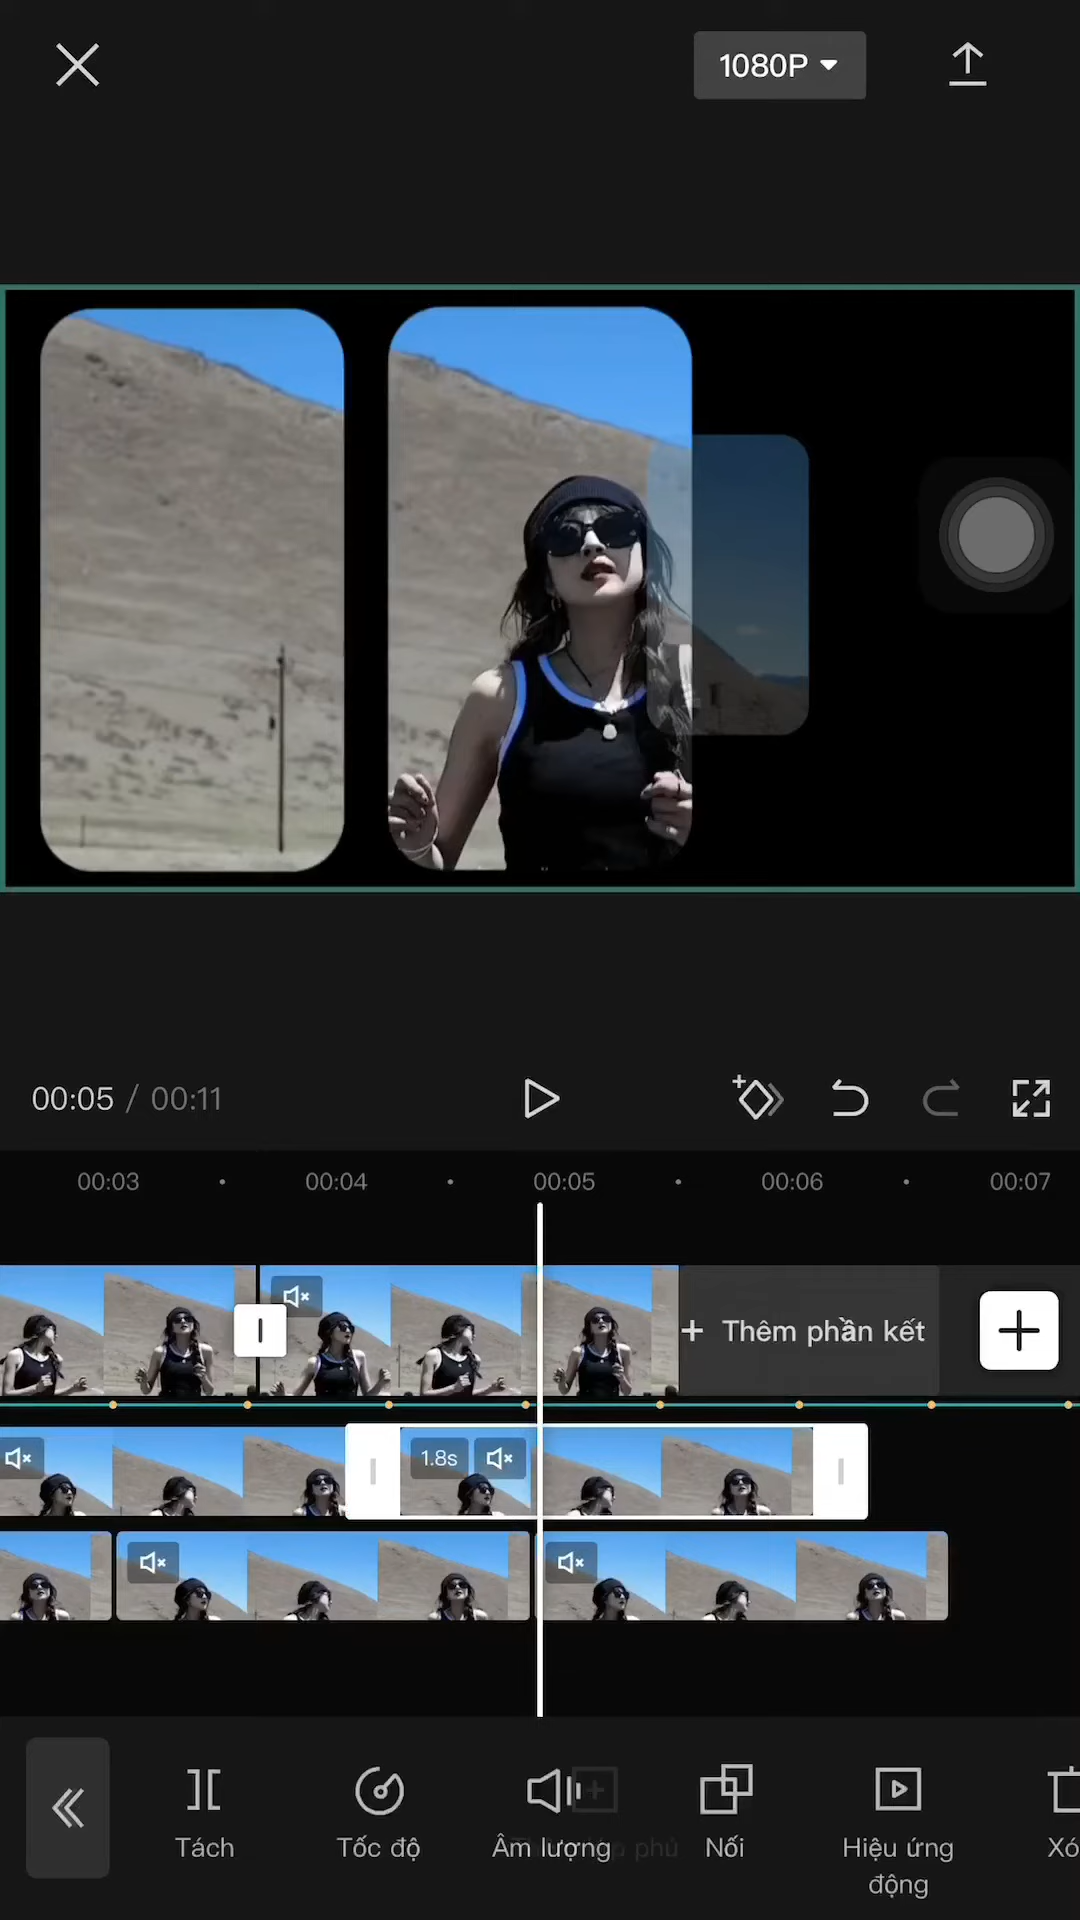 1080P
00:05 / 00:11
00:03 00:04 00:05 00:06 00:07
+ Thêm phần kết
1.8s
Tách Tốc độ Âm lượng Nối Hiệu ứng động